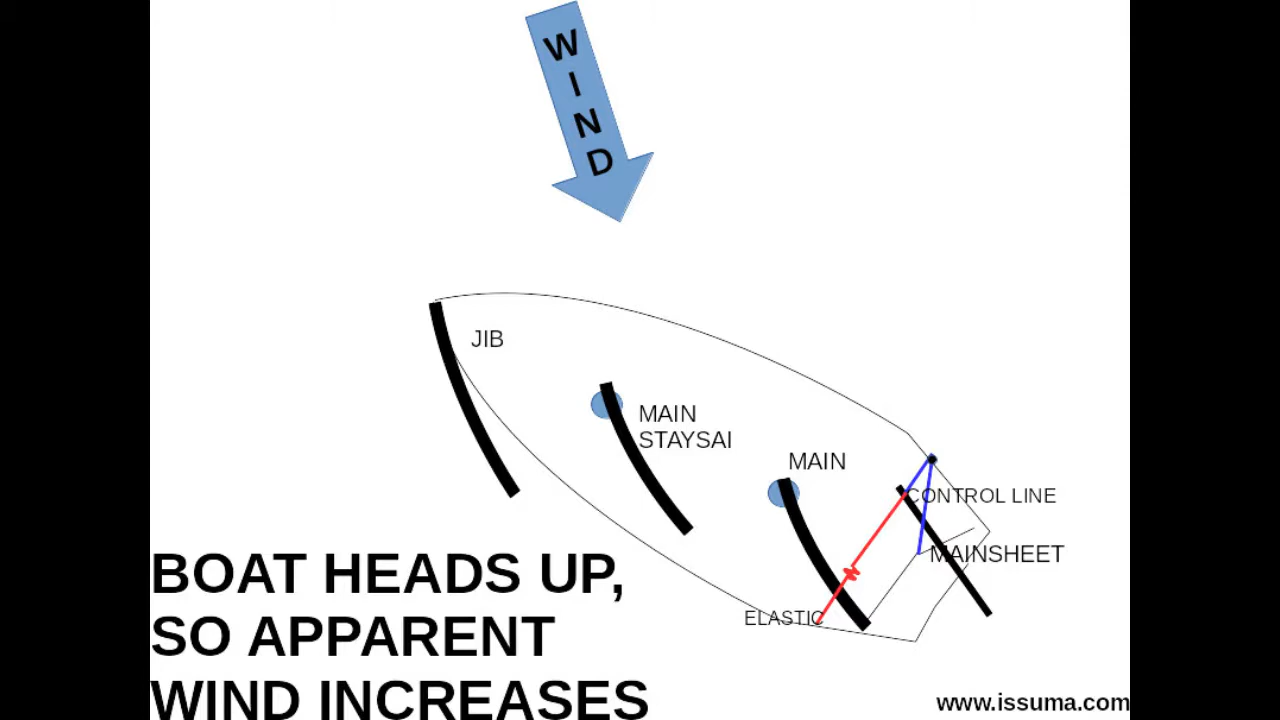 WIND
JIB
MAIN
STAYSAI
MAIN
CONTROL LINE
MAINSHEET
ELASTIC
BOAT HEADS UP,
SO APPARENT
WIND INCREASES
www.issuma.com